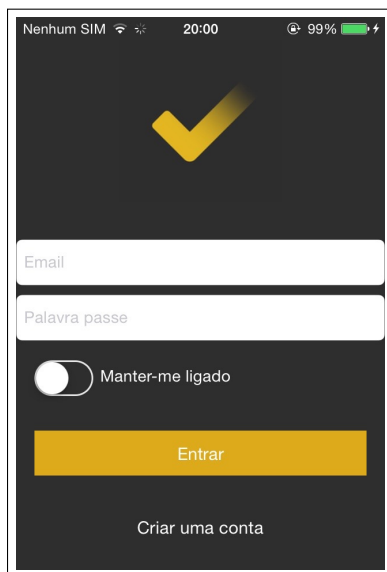 Nenhum SIM 20:00 99%
Email
Palavra passe
Manter-me ligado
Entrar
Criar uma conta